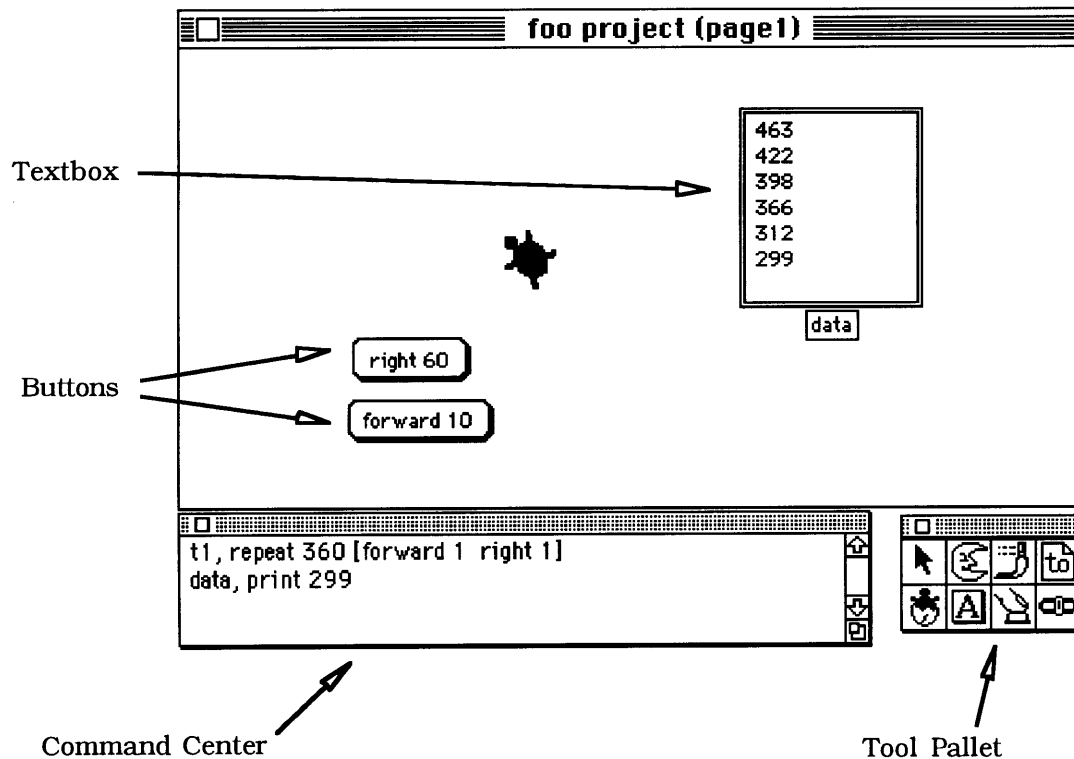 foo project (page1)
463
422
398
366
312
299
data
Textbox
right 60
Buttons
forward 10
t1, repeat 360 [forward 1 right 1]
data, print 299
to
A
Command Center
Tool Pallet